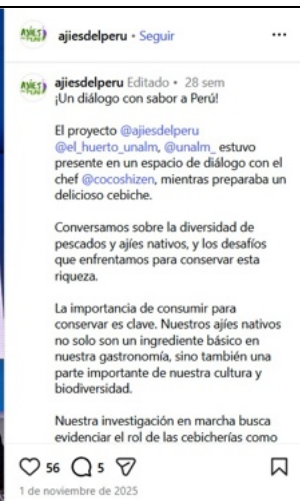 ajiesdelperu • Seguir
ajiesdelperu Editado • 28 sem
¡Un diálogo con sabor a Perú!
El proyecto @ajiesdelperu
@el_huerto_unalm, @unalm_ estuvo
presente en un espacio de diálogo con el
chef @cocoshizen, mientras preparaba un
delicioso cebiche.
Conversamos sobre la diversidad de
pescados y ajíes nativos, y los desafíos
que enfrentamos para conservar esta
riqueza.
La importancia de consumir para
conservar es clave. Nuestros ajíes nativos
no solo son un ingrediente básico en
nuestra gastronomía, sino también una
parte importante de nuestra cultura y
biodiversidad.
Nuestra investigación en marcha busca
evidenciar el rol de las cebicherías como
56 5
1 de noviembre de 2025